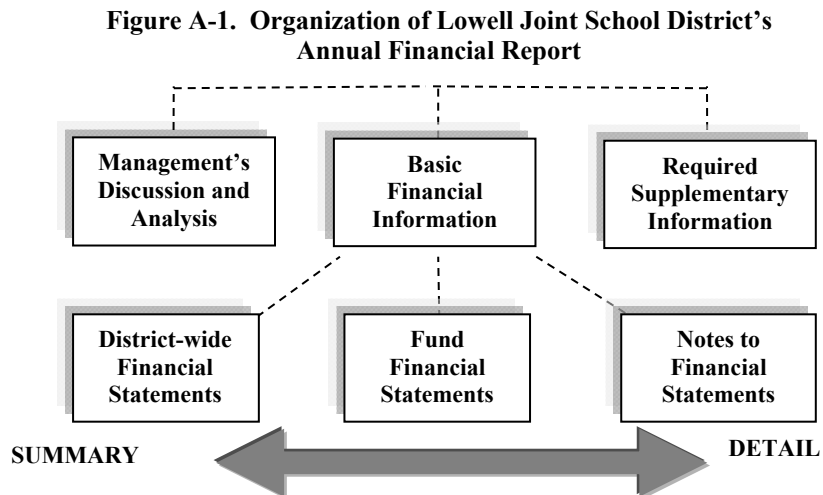 Figure A-1. Organization of Lowell Joint School District's
Annual Financial Report
Management's
Discussion and
Analysis
Basic
Financial
Information
Required
Supplementary
Information
District-wide
Financial
Statements
Fund
Financial
Statements
Notes to
Financial
Statements
SUMMARY
DETAIL